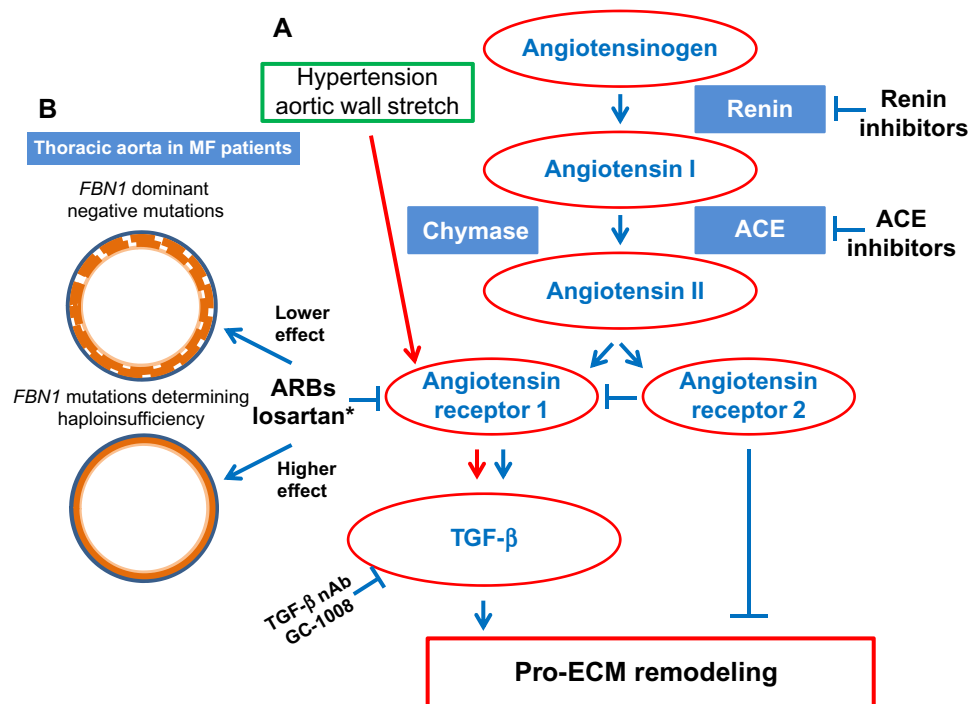 A
Angiotensinogen
Hypertension
aortic wall stretch
Renin
Renin
inhibitors
B
Thoracic aorta in MF patients
Angiotensin I
FBN1 dominant
negative mutations
Chymase
ACE
ACE
inhibitors
Angiotensin II
Lower
effect
FBN1 mutations determining
haploinsufficiency
ARBs
losartan*
Angiotensin
receptor 1
Angiotensin
receptor 2
Higher
effect
TGF-β
TGF-β nAb
GC-1008
Pro-ECM remodeling